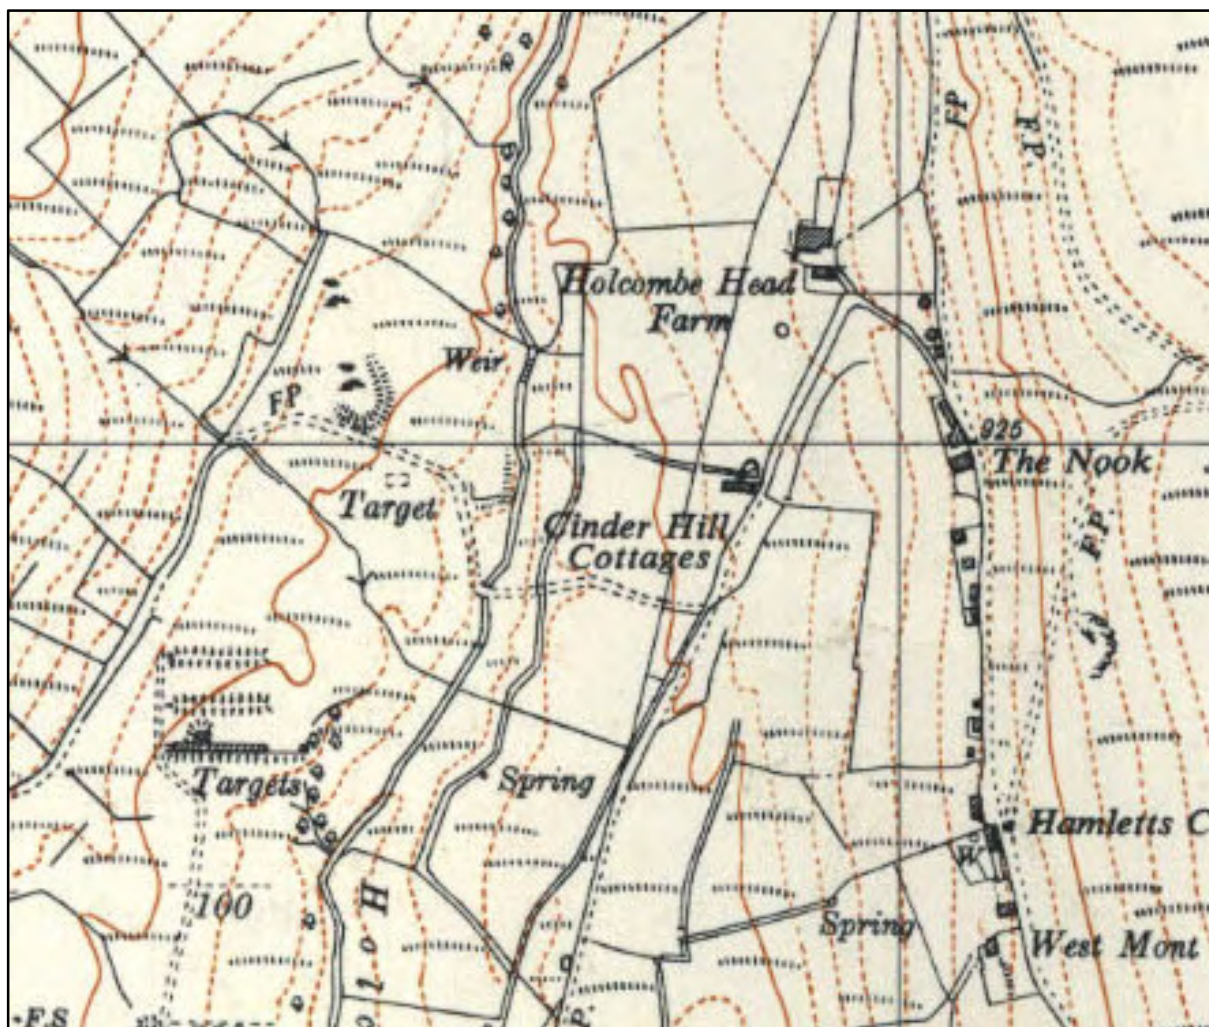 FP
F.P.
Holcombe Head
Farm
Weir
FP
925
The Nook
Target
Cinder Hill
Cottages
F.P.
Targets
Spring
Hamletts C
W
100
Spring
West Mont
H o l c
F.S
P.